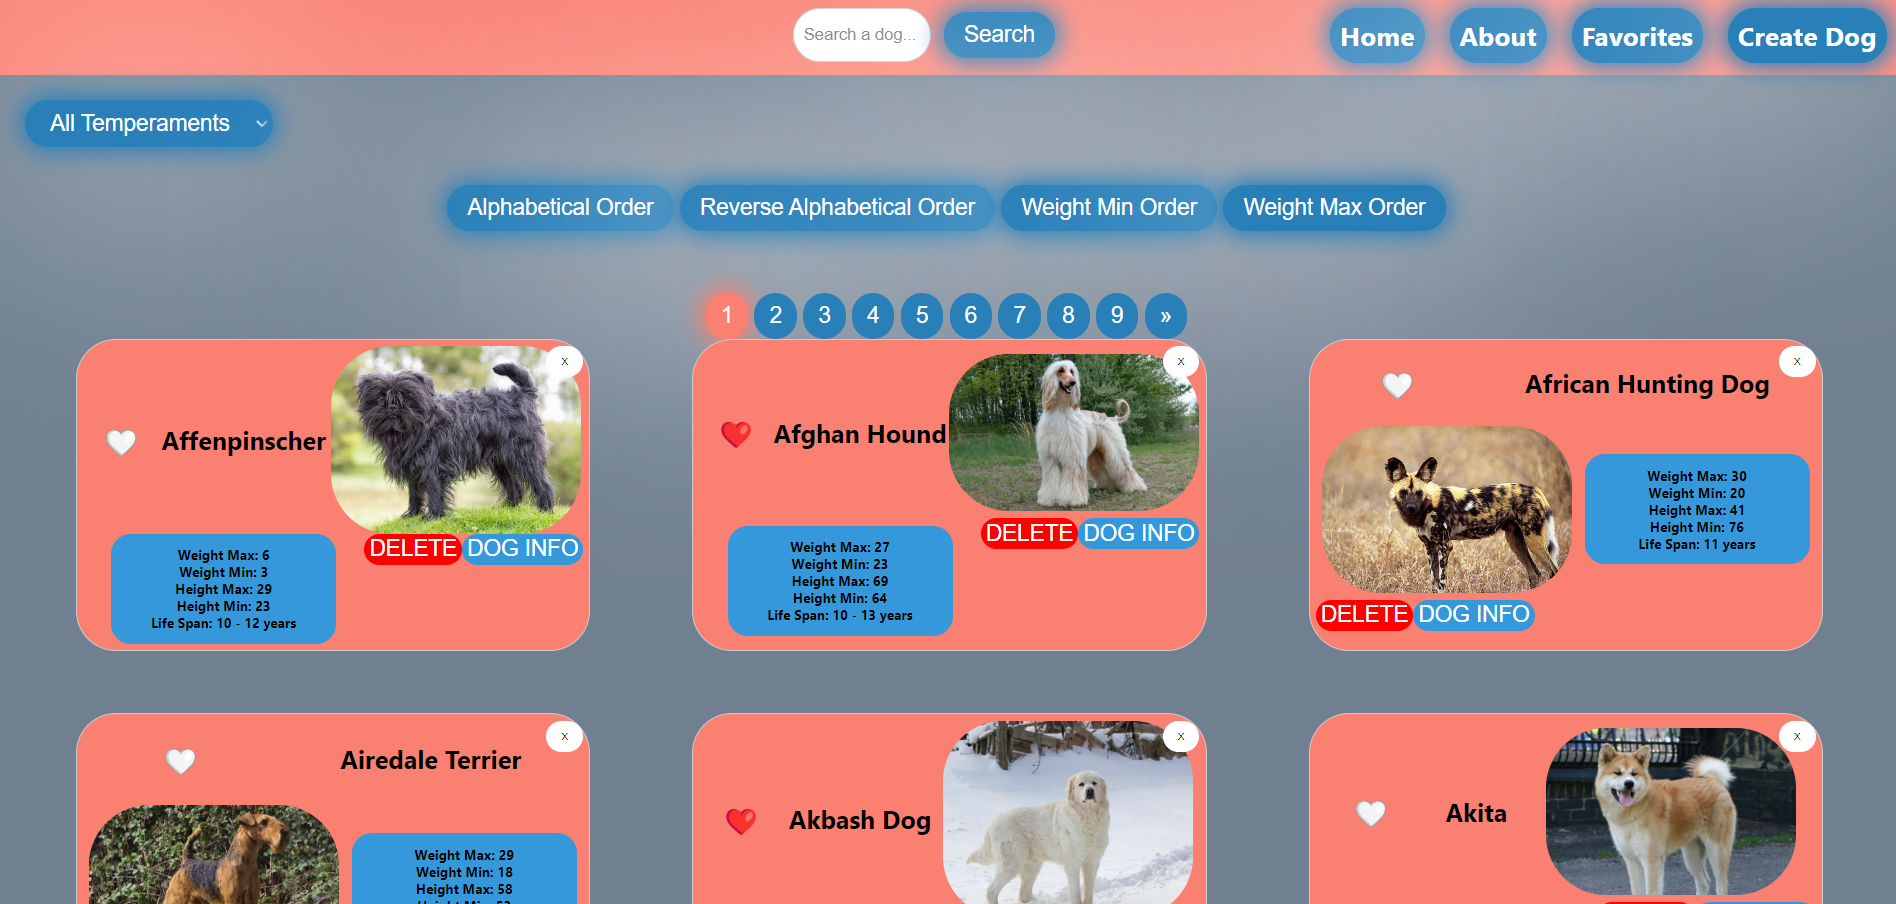 Search a dog...
Search
Home
About
Favorites
Create Dog
All Temperaments
Alphabetical Order
Reverse Alphabetical Order
Weight Min Order
Weight Max Order
1 2 3 4 5 6 7 8 9 »
x
Affenpinscher
Weight Max: 6
Weight Min: 3
Height Max: 29
Height Min: 23
Life Span: 10 - 12 years
DELETE DOG INFO
x
Afghan Hound
Weight Max: 27
Weight Min: 23
Height Max: 69
Height Min: 64
Life Span: 10 - 13 years
DELETE DOG INFO
x
African Hunting Dog
Weight Max: 30
Weight Min: 20
Height Max: 41
Height Min: 76
Life Span: 11 years
DELETE DOG INFO
x
Airedale Terrier
Weight Max: 29
Weight Min: 18
Height Max: 58
x
Akbash Dog
x
Akita